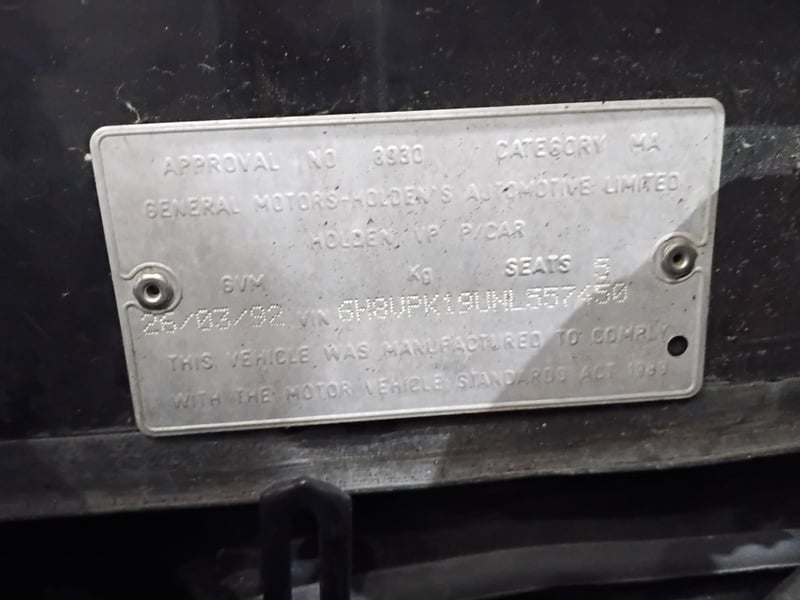 APPROVAL NO 3930 CATEGORY MA
GENERAL MOTORS-HOLDEN'S AUTOMOTIVE LIMITED
HOLDEN VP P/CAR
GVM Kg SEATS 5
26/03/92 VIN 6H8VPK19UNL557450
THIS VEHICLE WAS MANUFACTURED TO COMPLY
WITH THE MOTOR VEHICLE STANDARDS ACT 1989